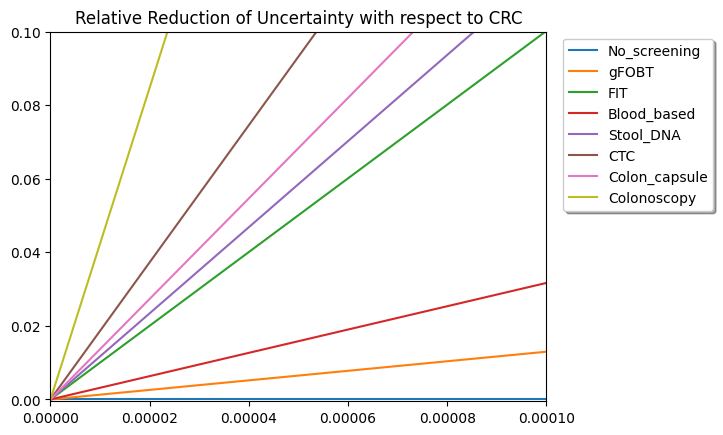 Relative Reduction of Uncertainty with respect to CRC
0.10
0.08
0.06
0.04
0.02
0.00
0.00000 0.00002 0.00004 0.00006 0.00008 0.00010
No_screening
gFOBT
FIT
Blood_based
Stool_DNA
CTC
Colon_capsule
Colonoscopy